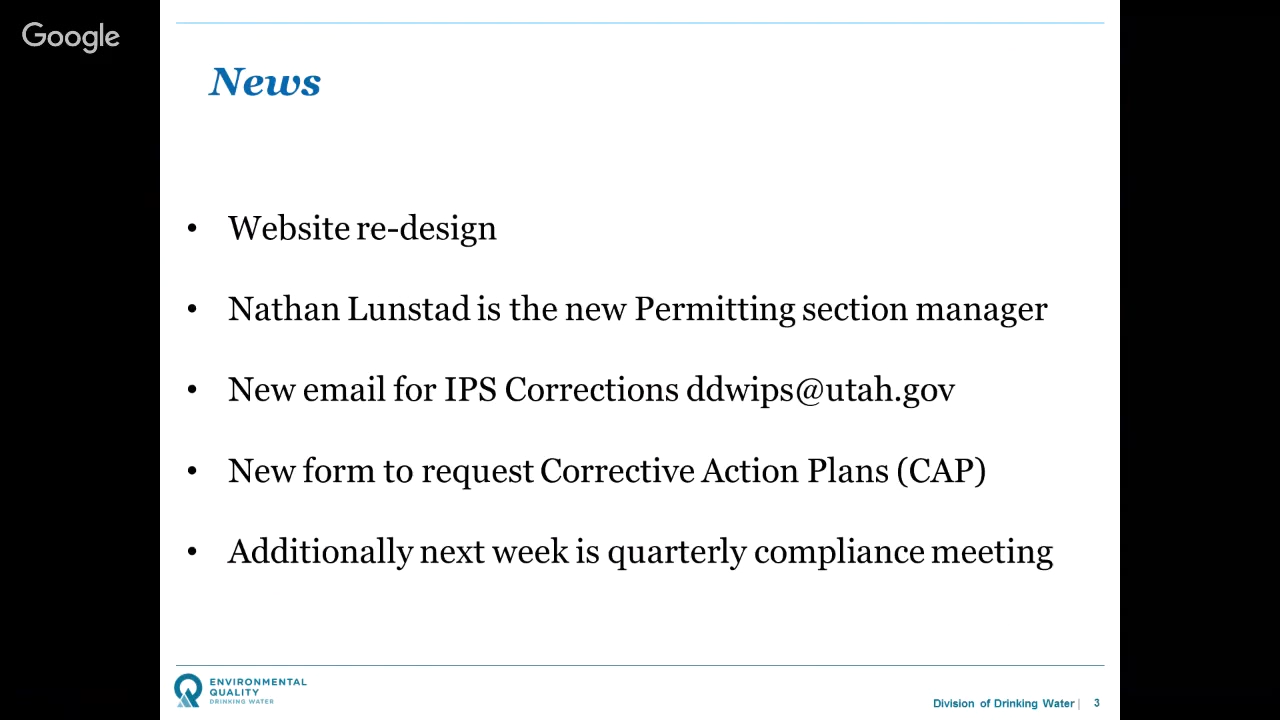 Google
News
• Website re-design
• Nathan Lunstad is the new Permitting section manager
• New email for IPS Corrections ddwips@utah.gov
• New form to request Corrective Action Plans (CAP)
• Additionally next week is quarterly compliance meeting
ENVIRONMENTAL
QUALITY
DRINKING WATER
Division of Drinking Water | 3